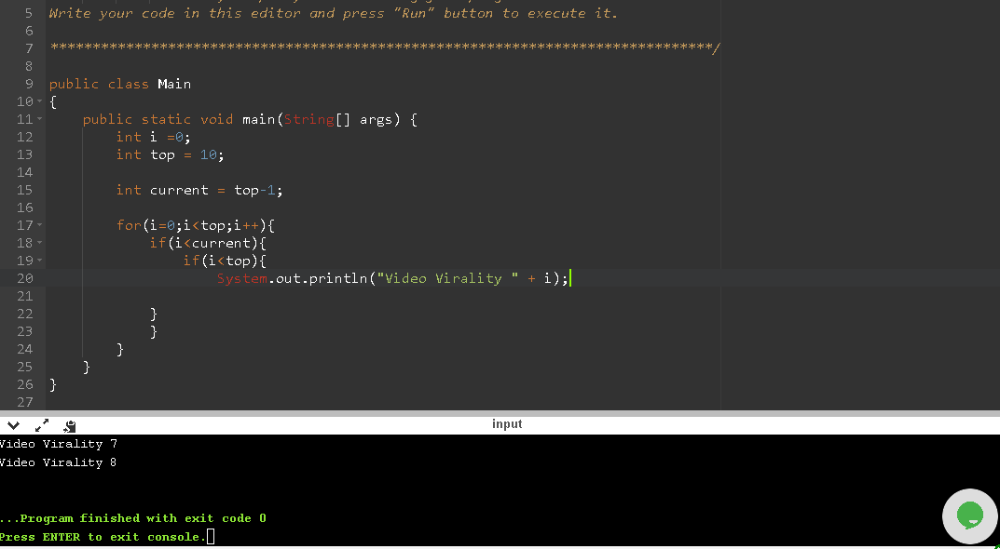 5 Write your code in this editor and press "Run" button to execute it.
6
7 *******************************************************************************/
8
9 public class Main
10 {
11 public static void main(String[] args) {
12 int i =0;
13 int top = 10;
14
15 int current = top-1;
16
17 for(i=0;i<top;i++){
18 if(i<current){
19 if(i<top){
20 System.out.println("Video Virality " + i);
21
22 }
23 }
24 }
25 }
26 }
27
input
Video Virality 7
Video Virality 8
...Program finished with exit code 0
Press ENTER to exit console.